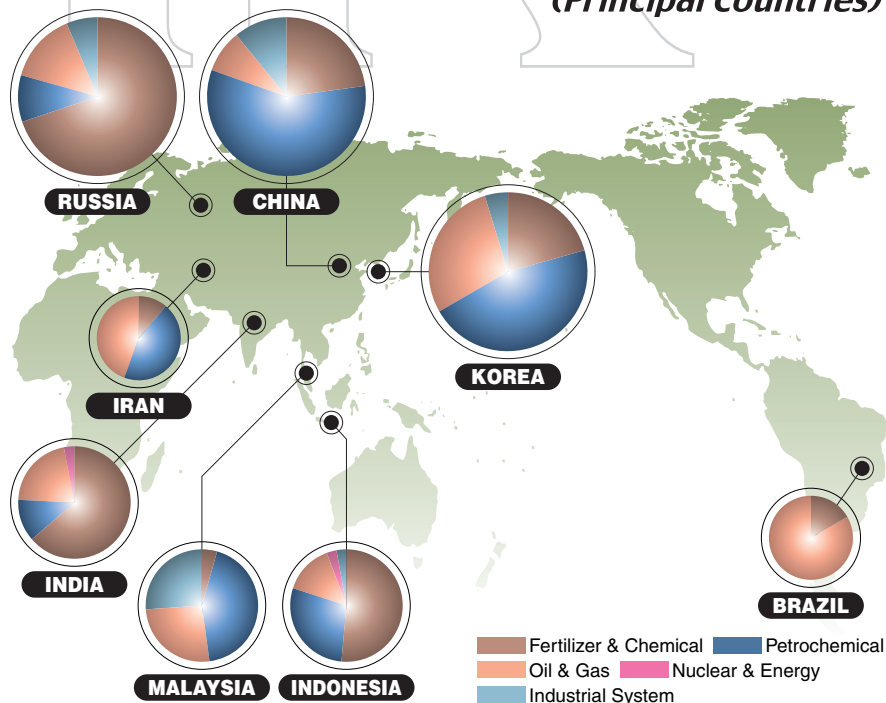 (Principal Countries)
RUSSIA
CHINA
KOREA
IRAN
INDIA
MALAYSIA
INDONESIA
BRAZIL
Fertilizer & Chemical
Petrochemical
Oil & Gas
Nuclear & Energy
Industrial System